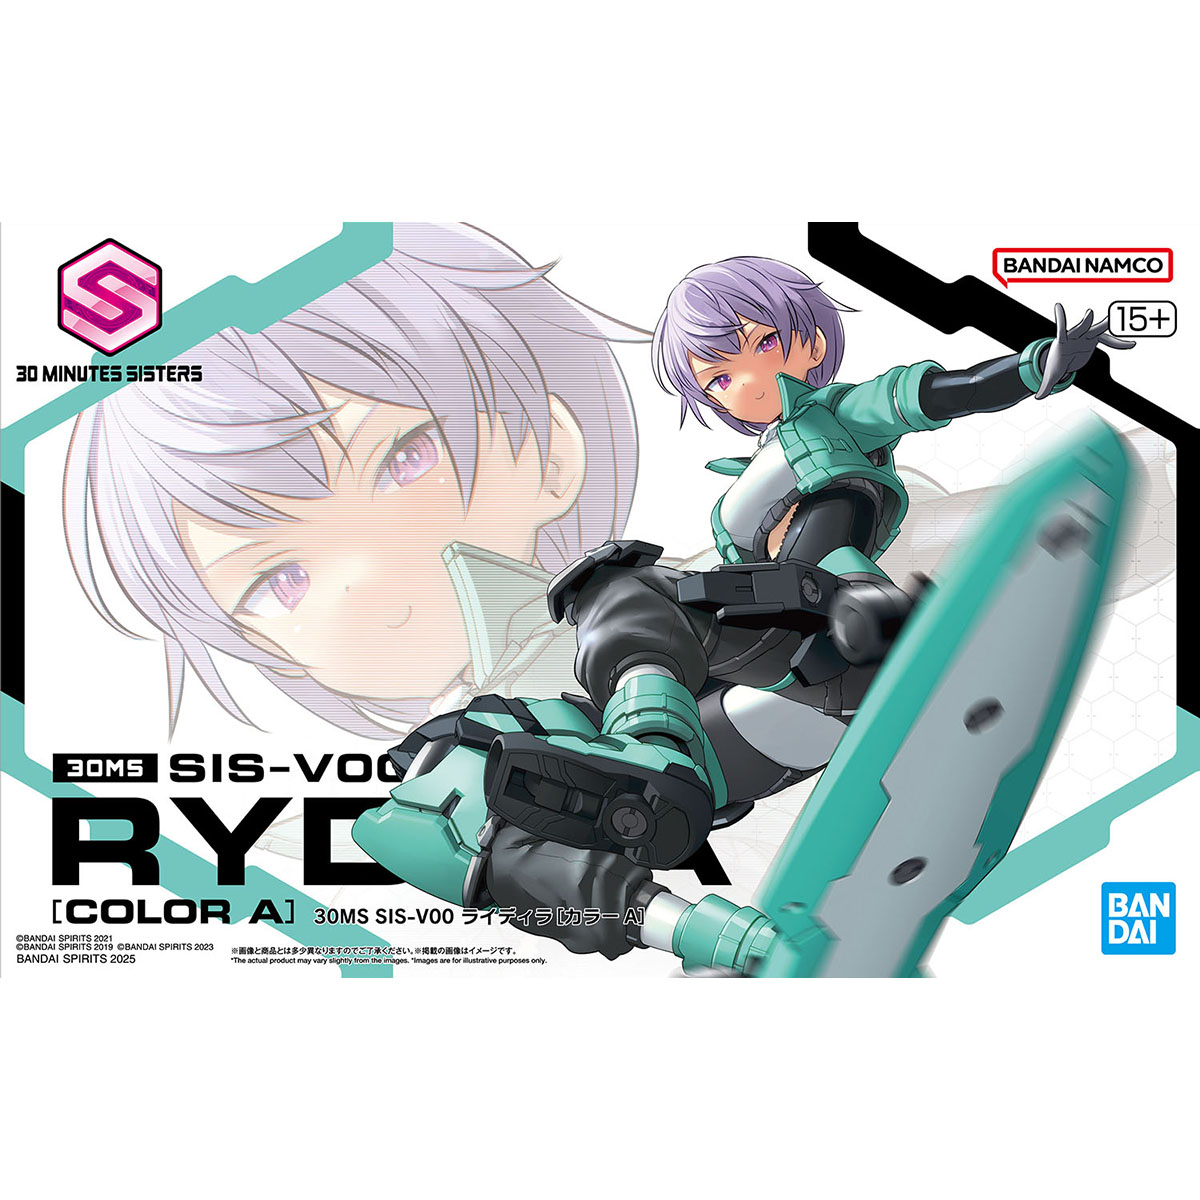 S
30 MINUTES SISTERS
BANDAI NAMCO
15+
30MS SIS-V00
RYD A
[COLOR A] 30MS SIS-V00 ライディラ[カラー A]
©BANDAI SPIRITS 2021
©BANDAI SPIRITS 2019 ©BANDAI SPIRITS 2023
BANDAI SPIRITS 2025
※画像と商品とは多少異なりますのでご了承ください。※掲載の画像はイメージです。
*The actual product may vary slightly from the images. *Images are for illustrative purposes only.
BAN
DAI